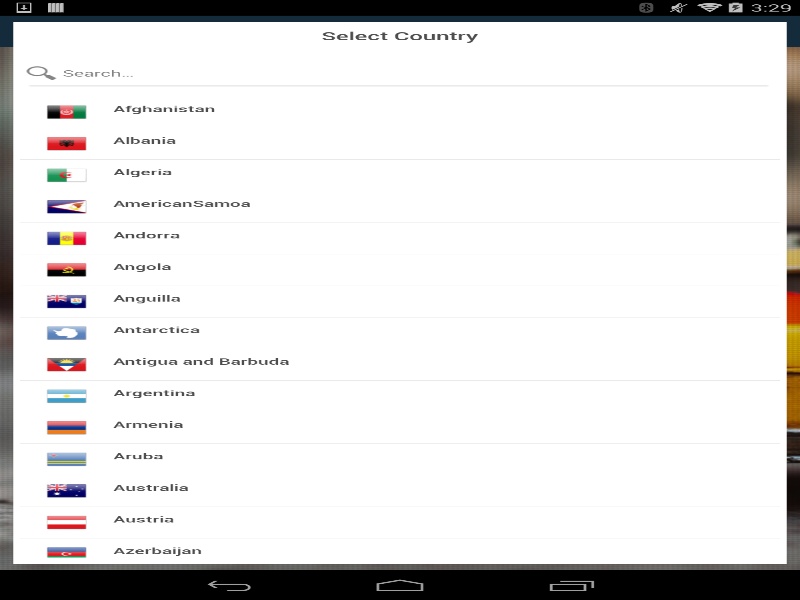 3:29
Select Country
Search...
Afghanistan
Albania
Algeria
AmericanSamoa
Andorra
Angola
Anguilla
Antarctica
Antigua and Barbuda
Argentina
Armenia
Aruba
Australia
Austria
Azerbaijan